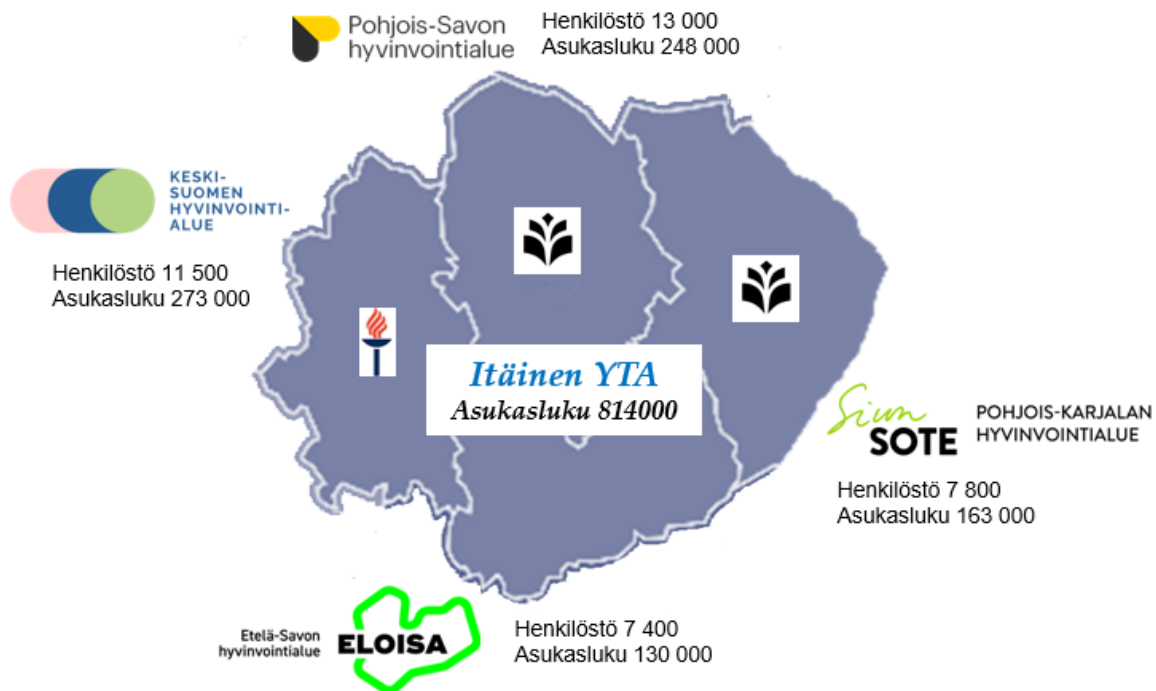 Pohjois-Savon
hyvinvointialue
Henkilöstö 13 000
Asukasluku 248 000
KESKI-
SUOMEN
HYVINVOINTI-
ALUE
Henkilöstö 11 500
Asukasluku 273 000
Itäinen YTA
Asukasluku 814000
Siun
SOTE
POHJOIS-KARJALAN
HYVINVOINTIALUE
Henkilöstö 7 800
Asukasluku 163 000
Etelä-Savon
hyvinvointialue
ELOISA
Henkilöstö 7 400
Asukasluku 130 000